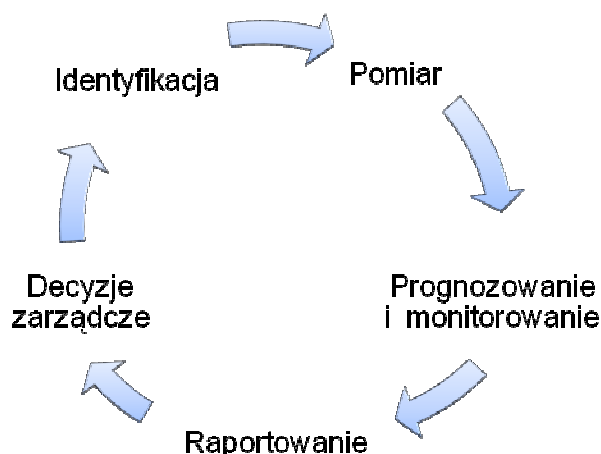 Identyfikacja
Pomiar
Prognozowanie
i monitorowanie
Raportowanie
Decyzje
zarządcze